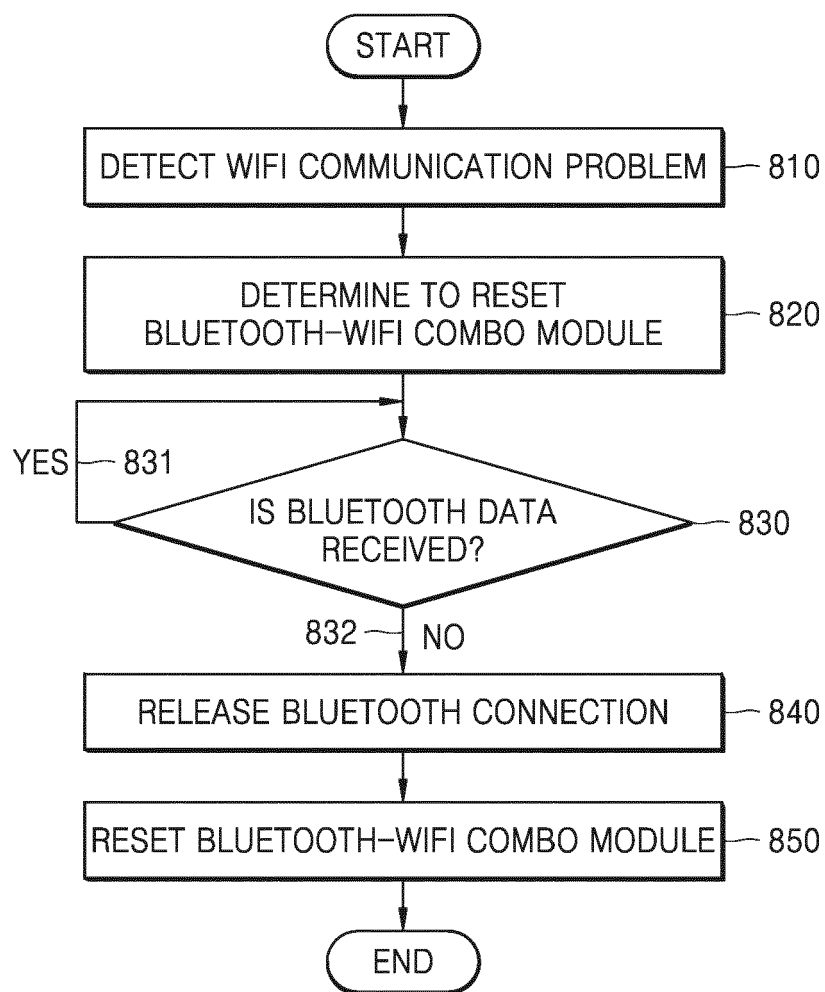 START
DETECT WIFI COMMUNICATION PROBLEM
810
DETERMINE TO RESET
BLUETOOTH-WIFI COMBO MODULE
820
YES
831
IS BLUETOOTH DATA
RECEIVED?
830
832
NO
RELEASE BLUETOOTH CONNECTION
840
RESET BLUETOOTH-WIFI COMBO MODULE
850
END